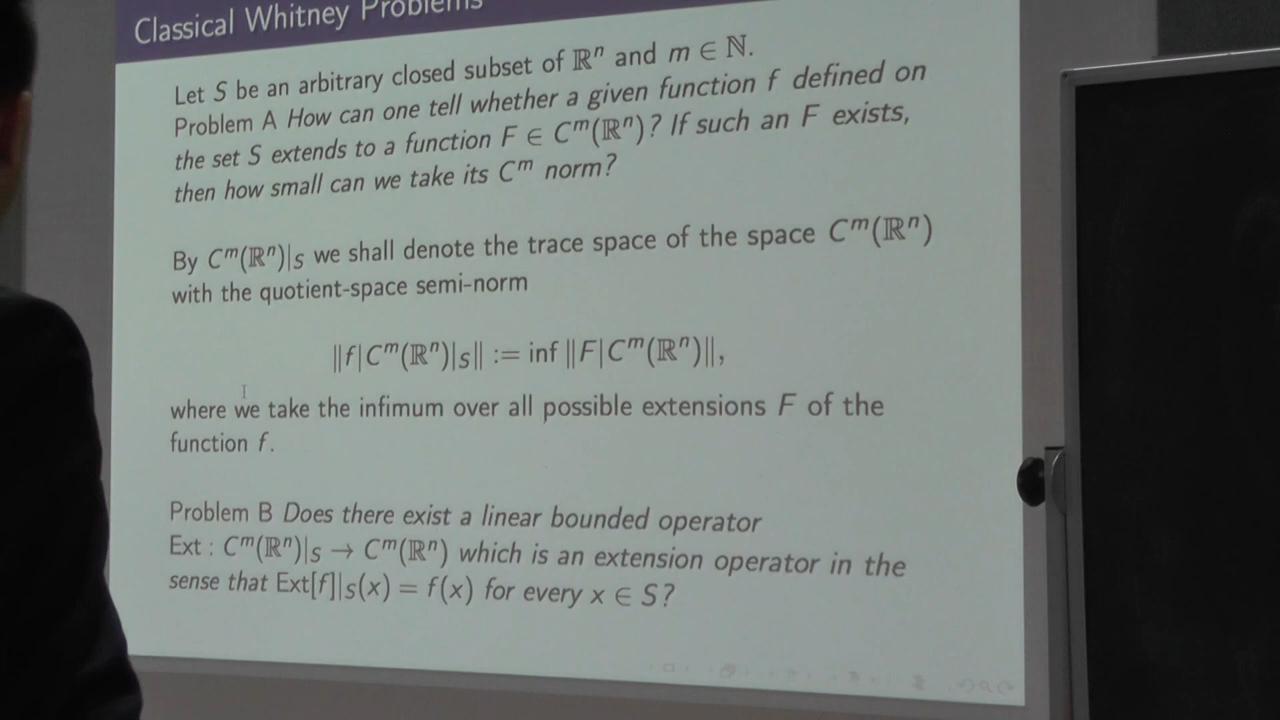 Classical Whitney Problems
Let S be an arbitrary closed subset of ℝⁿ and m ∈ ℕ.
Problem A How can one tell whether a given function f defined on
the set S extends to a function F ∈ Cᵐ(ℝⁿ)? If such an F exists,
then how small can we take its Cᵐ norm?
By Cᵐ(ℝⁿ)|ₛ we shall denote the trace space of the space Cᵐ(ℝⁿ)
with the quotient-space semi-norm
‖f|Cᵐ(ℝⁿ)|ₛ‖ := inf ‖F|Cᵐ(ℝⁿ)‖,
where we take the infimum over all possible extensions F of the
function f.
Problem B Does there exist a linear bounded operator
Ext : Cᵐ(ℝⁿ)|ₛ → Cᵐ(ℝⁿ) which is an extension operator in the
sense that Ext[f]|ₛ(x) = f(x) for every x ∈ S?